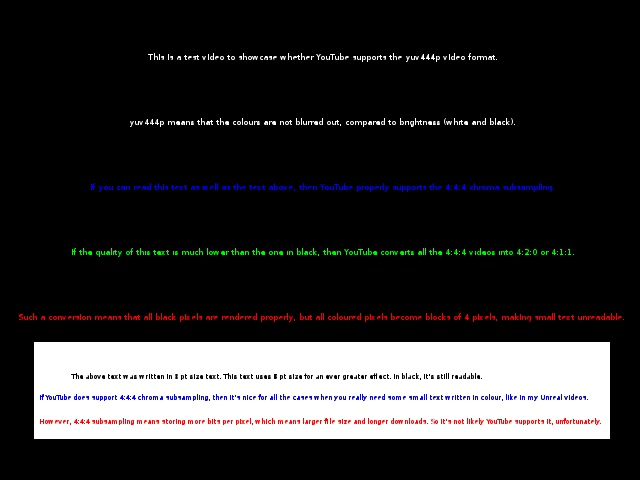 This is a test video to showcase whether YouTube supports the yuv444p video format.
yuv444p means that the colours are not blurred out, compared to brightness (white and black).
If you can read this text as well as the text above, then YouTube properly supports the 4:4:4 chroma subsampling.
If the quality of this text is much lower than the one in black, then YouTube converts all the 4:4:4 videos into 4:2:0 or 4:1:1.
Such a conversion means that all black pixels are rendered properly, but all coloured pixels become blocks of 4 pixels, making small text unreadable.
The above text was written in 8 pt size text. This text uses 6 pt size for an ever greater effect. In black, it's still readable.
If YouTube does support 4:4:4 chroma subsampling, then it's nice for all the cases when you really need some small text written in colour, like in my Unreal videos.
However, 4:4:4 subsampling means storing more bits per pixel, which means larger file size and longer downloads. So it's not likely YouTube supports it, unfortunately.